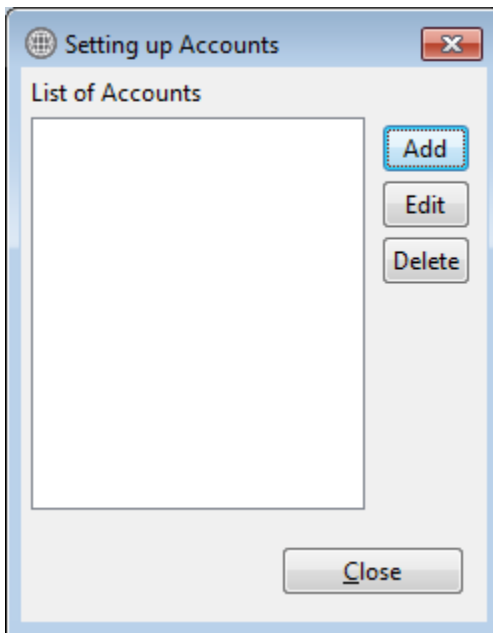 Setting up Accounts
List of Accounts
Add
Edit
Delete
Close